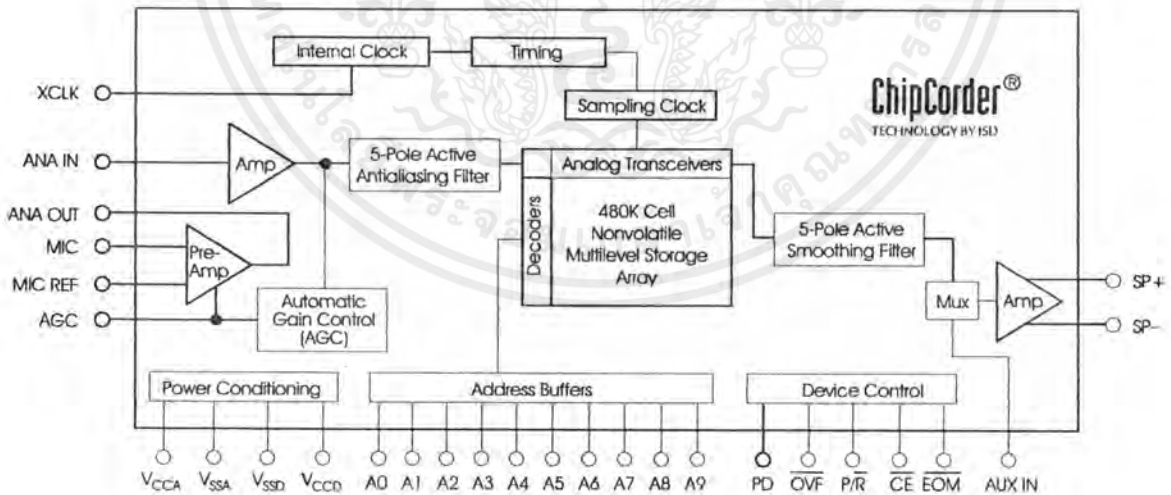 Internal Clock
Timing
XCLK
Sampling Clock
ChipCorder®
TECHNOLOGY BY ISD
ANA IN
Amp
5-Pole Active
Antialiasing Filter
Analog Transceivers
Decoders
480K Cell
Nonvolatile
Multilevel Storage
Array
5-Pole Active
Smoothing Filter
ANA OUT
MIC
Pre-
Amp
MIC REF
AGC
Automatic
Gain Control
(AGC)
Mux
Amp
SP+
SP–
Power Conditioning
Address Buffers
Device Control
VCCA VSSA VSSD VCCD A0 A1 A2 A3 A4 A5 A6 A7 A8 A9 PD O̅V̅F̅ P/R̅ C̅E̅ E̅O̅M̅ AUX IN